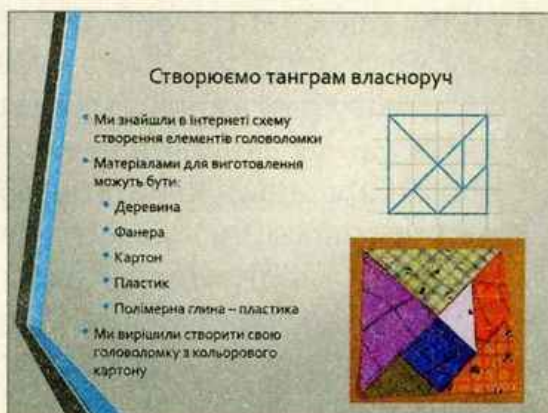 Створюємо танграм власноруч
Ми знайшли в Інтернеті схему
створення елементів головоломки
Матеріалами для виготовлення
можуть бути:
Деревина
Фанера
Картон
Пластик
Полімерна глина – пластика
Ми вирішили створити свою
головоломку з кольорового
картону